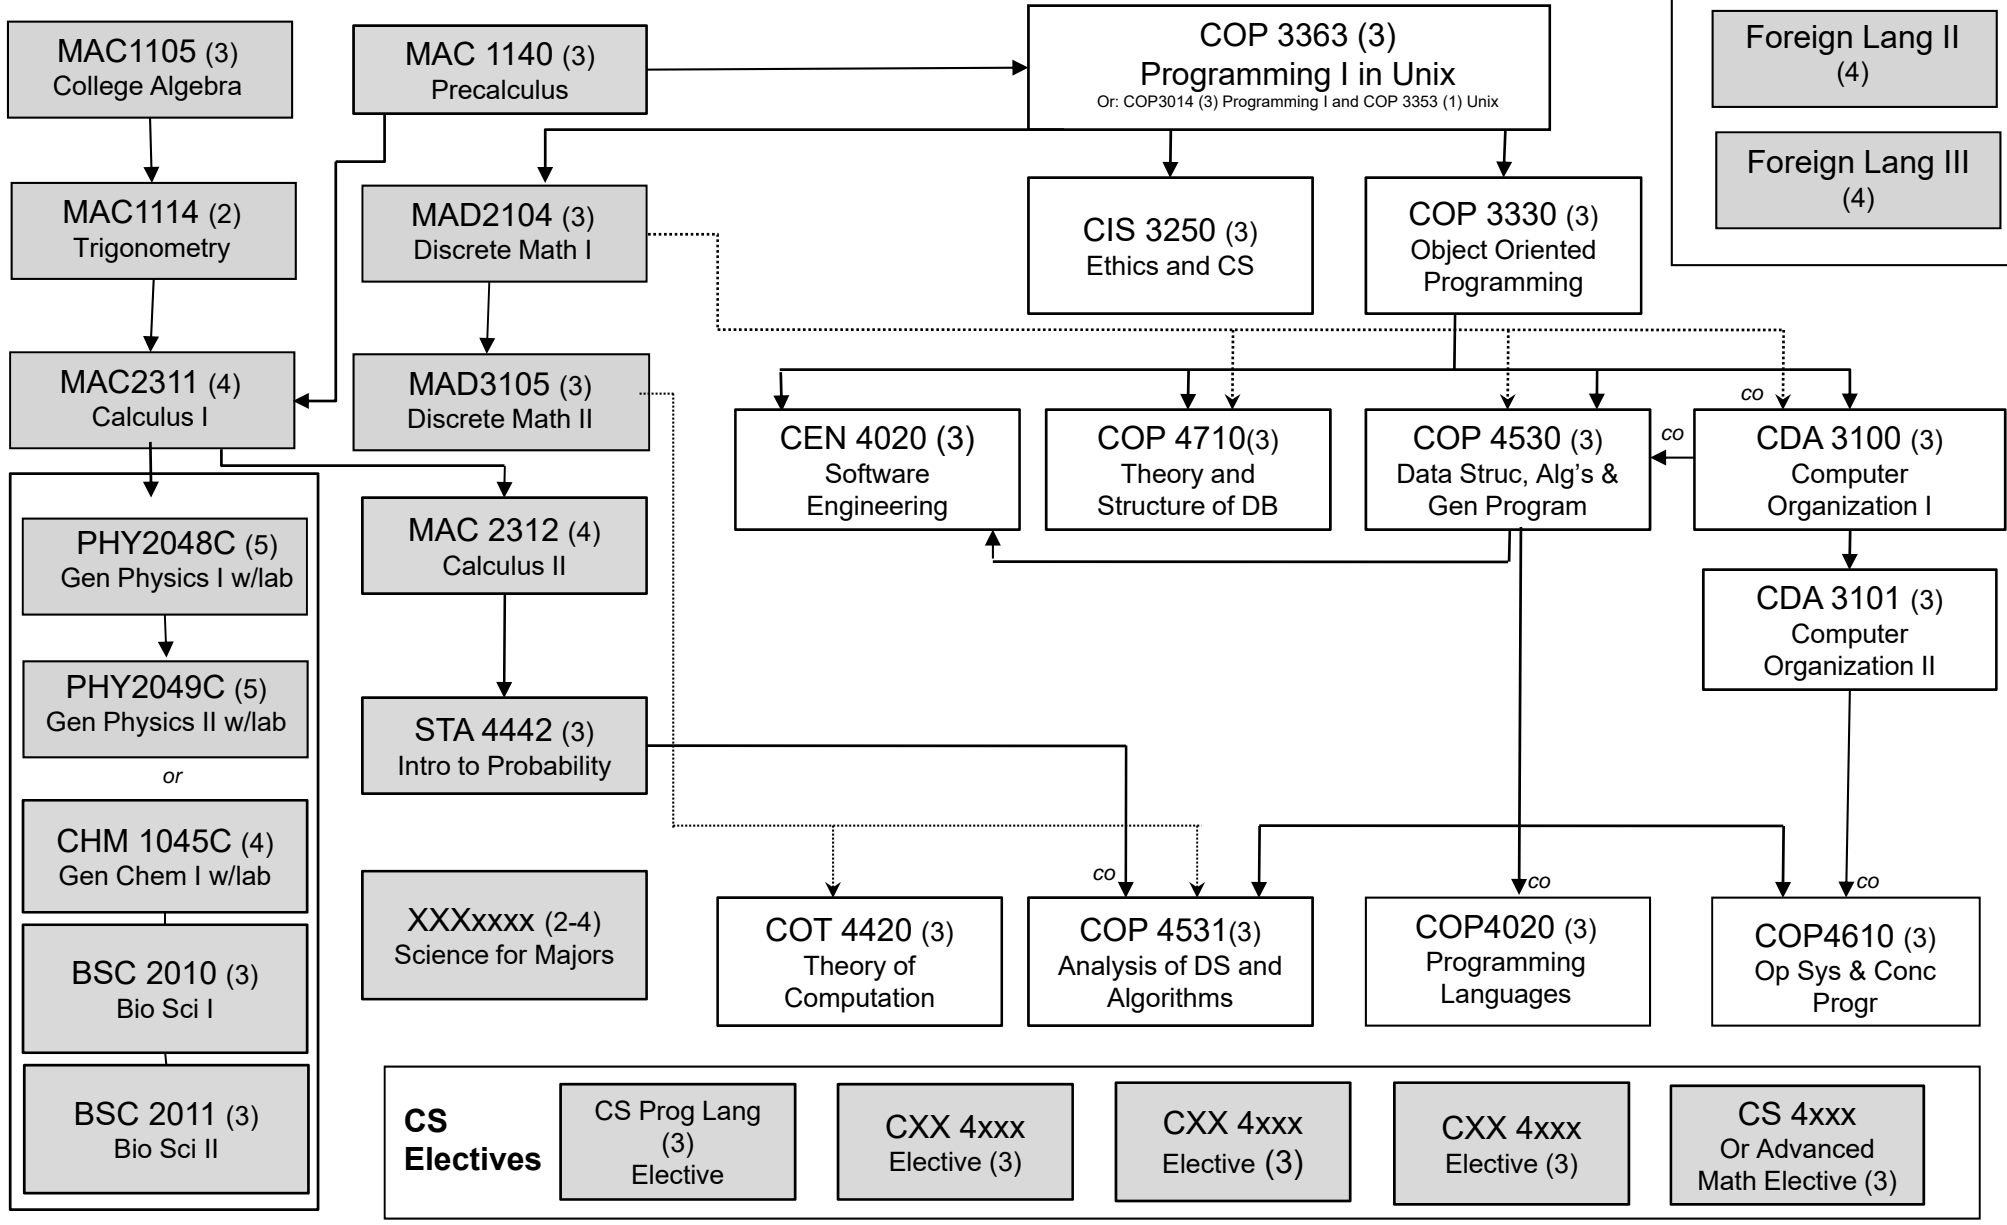 MAC1105 (3)
College Algebra
MAC 1140 (3)
Precalculus
COP 3363 (3)
Programming I in Unix
Or: COP3014 (3) Programming I and COP 3353 (1) Unix
Foreign Lang II
(4)
Foreign Lang III
(4)
MAC1114 (2)
Trigonometry
MAD2104 (3)
Discrete Math I
CIS 3250 (3)
Ethics and CS
COP 3330 (3)
Object Oriented
Programming
MAC2311 (4)
Calculus I
MAD3105 (3)
Discrete Math II
CEN 4020 (3)
Software
Engineering
COP 4710(3)
Theory and
Structure of DB
COP 4530 (3)
Data Struc, Alg's &
Gen Program
co
co
CDA 3100 (3)
Computer
Organization I
PHY2048C (5)
Gen Physics I w/lab
MAC 2312 (4)
Calculus II
CDA 3101 (3)
Computer
Organization II
PHY2049C (5)
Gen Physics II w/lab
STA 4442 (3)
Intro to Probability
or
CHM 1045C (4)
Gen Chem I w/lab
XXXxxxx (2-4)
Science for Majors
co
co
co
COT 4420 (3)
Theory of
Computation
COP 4531(3)
Analysis of DS and
Algorithms
COP4020 (3)
Programming
Languages
COP4610 (3)
Op Sys & Conc
Progr
BSC 2010 (3)
Bio Sci I
BSC 2011 (3)
Bio Sci II
CS
Electives
CS Prog Lang
(3)
Elective
CXX 4xxx
Elective (3)
CXX 4xxx
Elective (3)
CXX 4xxx
Elective (3)
CS 4xxx
Or Advanced
Math Elective (3)